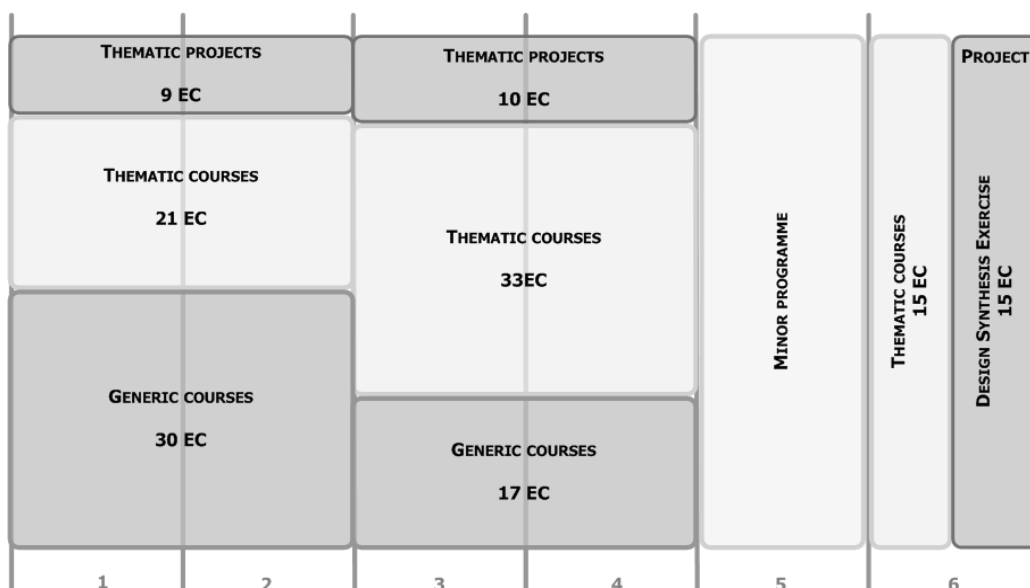 Thematic projects
9 EC
Thematic courses
21 EC
Generic courses
30 EC
Thematic projects
10 EC
Thematic courses
33EC
Generic courses
17 EC
Minor programme
Thematic courses
15 EC
Project
Design Synthesis Exercise
15 EC
1 2 3 4 5 6